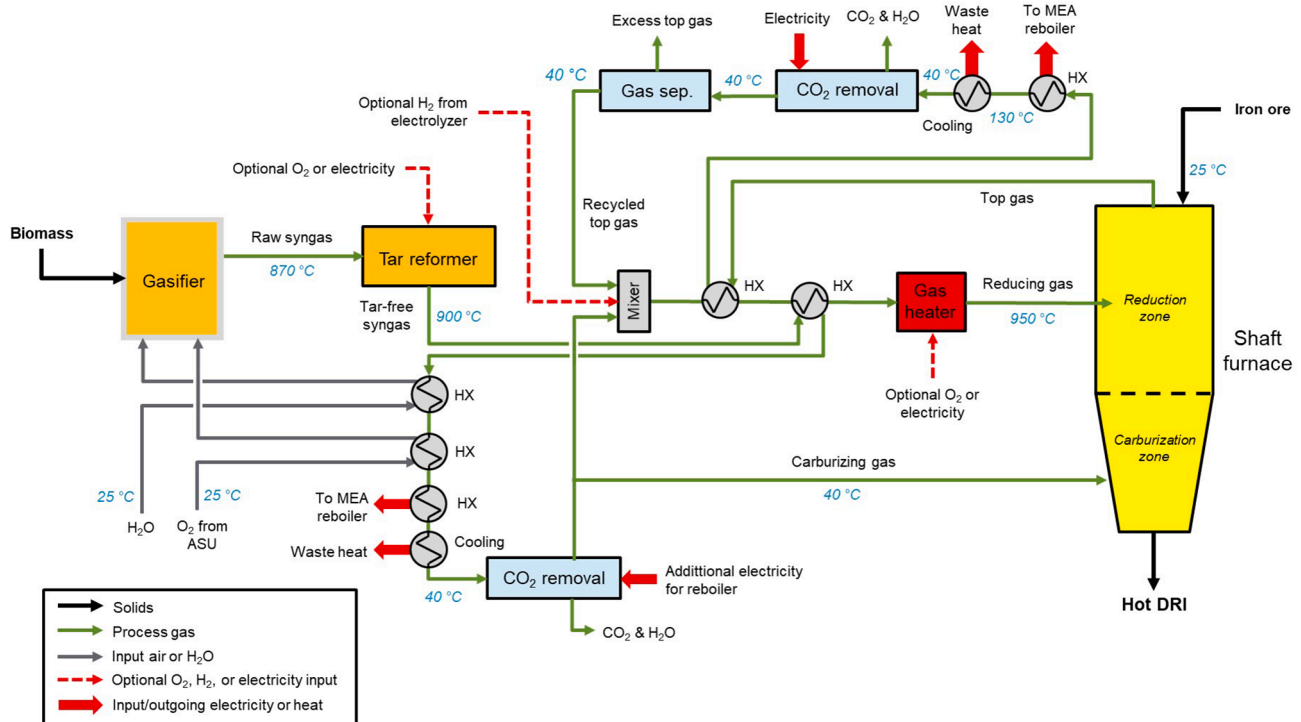 Excess top gas
Electricity
CO₂ & H₂O
Waste
heat
To MEA
reboiler
40 °C
Gas sep.
40 °C
CO₂ removal
40 °C
HX
Cooling
130 °C
Optional H₂ from
electrolyzer
Iron ore
25 °C
Optional O₂ or electricity
Recycled
top gas
Top gas
Biomass
Gasifier
Raw syngas
870 °C
Tar reformer
Tar-free
syngas
900 °C
Mixer
HX
HX
Gas
heater
Reducing gas
950 °C
Reduction
zone
Shaft
furnace
Optional O₂ or
electricity
HX
HX
Carburizing gas
40 °C
Carburization
zone
25 °C
25 °C
H₂O
O₂ from
ASU
To MEA
reboiler
HX
Waste heat
Cooling
40 °C
CO₂ removal
Additional electricity
for reboiler
CO₂ & H₂O
Hot DRI
Solids
Process gas
Input air or H₂O
Optional O₂, H₂, or electricity input
Input/outgoing electricity or heat